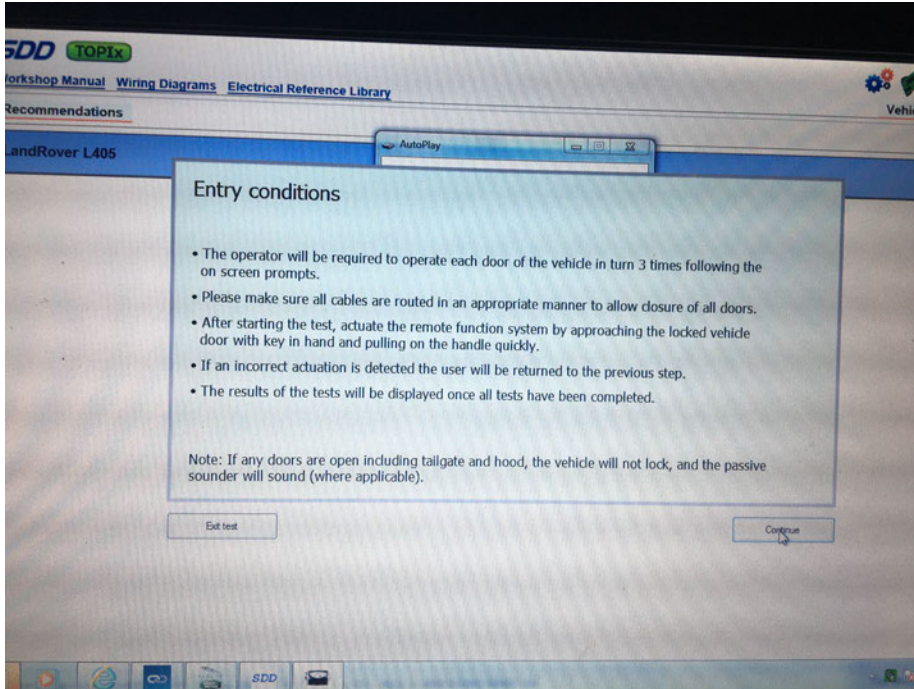 SDD TOPIx
Workshop Manual Wiring Diagrams Electrical Reference Library
Recommendations
LandRover L405
AutoPlay
Entry conditions
• The operator will be required to operate each door of the vehicle in turn 3 times following the
on screen prompts.
• Please make sure all cables are routed in an appropriate manner to allow closure of all doors.
• After starting the test, actuate the remote function system by approaching the locked vehicle
door with key in hand and pulling on the handle quickly.
• If an incorrect actuation is detected the user will be returned to the previous step.
• The results of the tests will be displayed once all tests have been completed.
Note: If any doors are open including tailgate and hood, the vehicle will not lock, and the passive
sounder will sound (where applicable).
Exit test
Continue
SDD